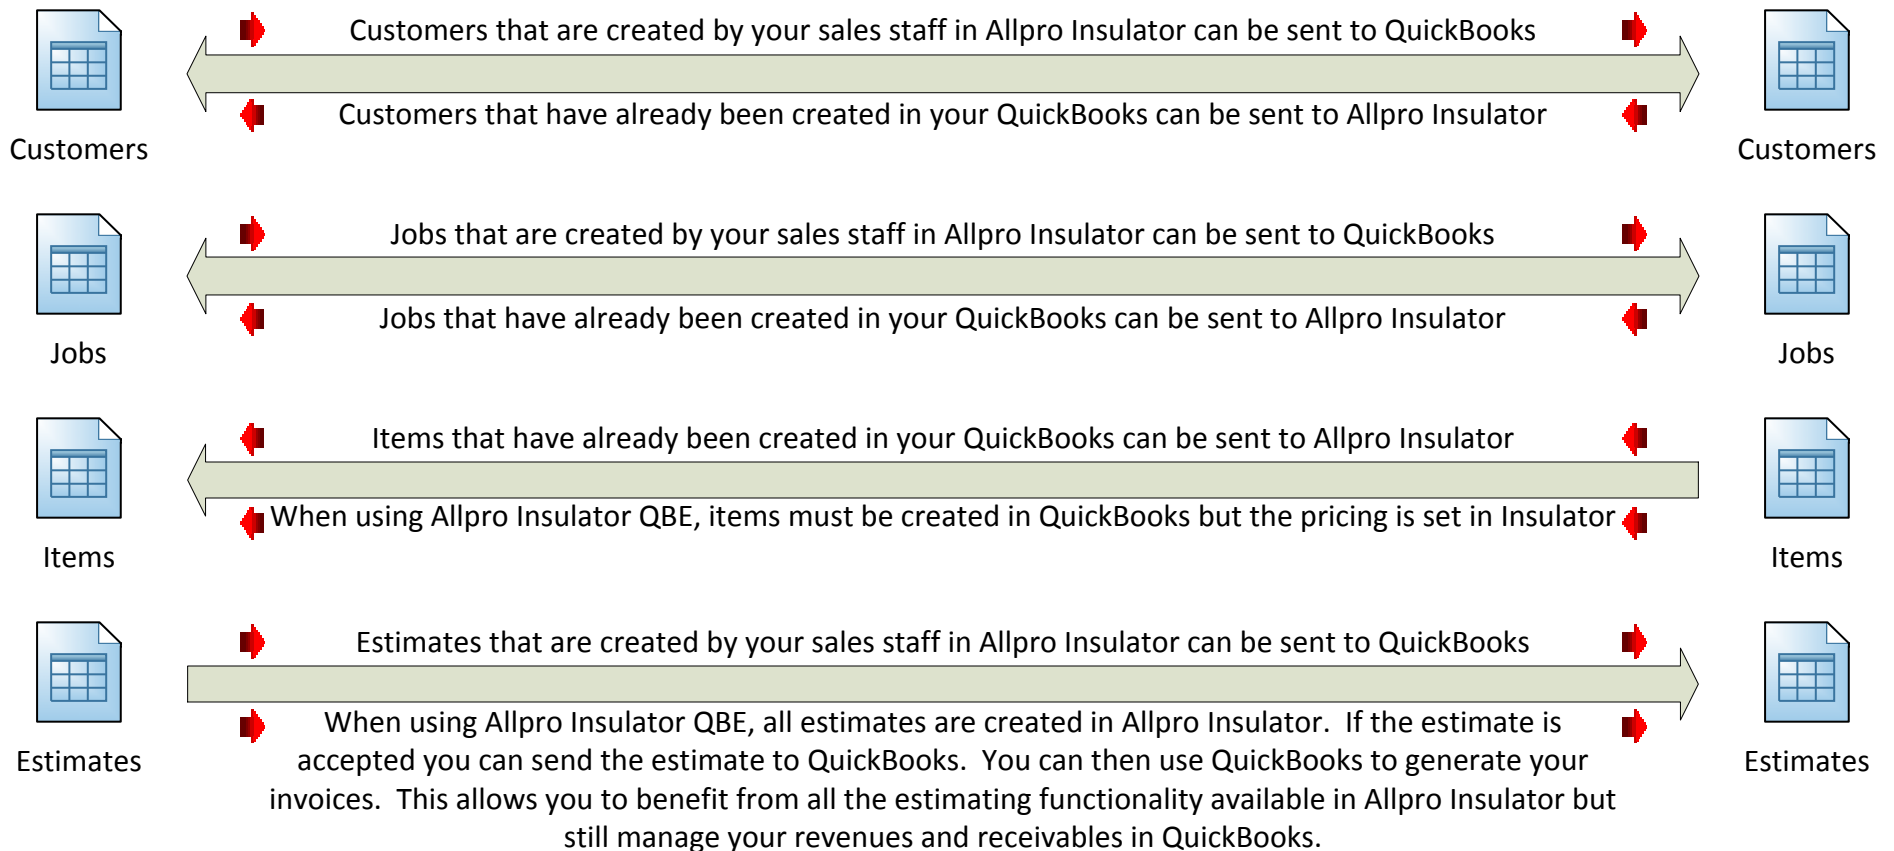 Customers that are created by your sales staff in Allpro Insulator can be sent to QuickBooks
Customers that have already been created in your QuickBooks can be sent to Allpro Insulator
Customers
Customers
Jobs that are created by your sales staff in Allpro Insulator can be sent to QuickBooks
Jobs that have already been created in your QuickBooks can be sent to Allpro Insulator
Jobs
Jobs
Items that have already been created in your QuickBooks can be sent to Allpro Insulator
When using Allpro Insulator QBE, items must be created in QuickBooks but the pricing is set in Insulator
Items
Items
Estimates that are created by your sales staff in Allpro Insulator can be sent to QuickBooks
When using Allpro Insulator QBE, all estimates are created in Allpro Insulator.  If the estimate is
accepted you can send the estimate to QuickBooks.  You can then use QuickBooks to generate your
invoices.  This allows you to benefit from all the estimating functionality available in Allpro Insulator but
still manage your revenues and receivables in QuickBooks.
Estimates
Estimates